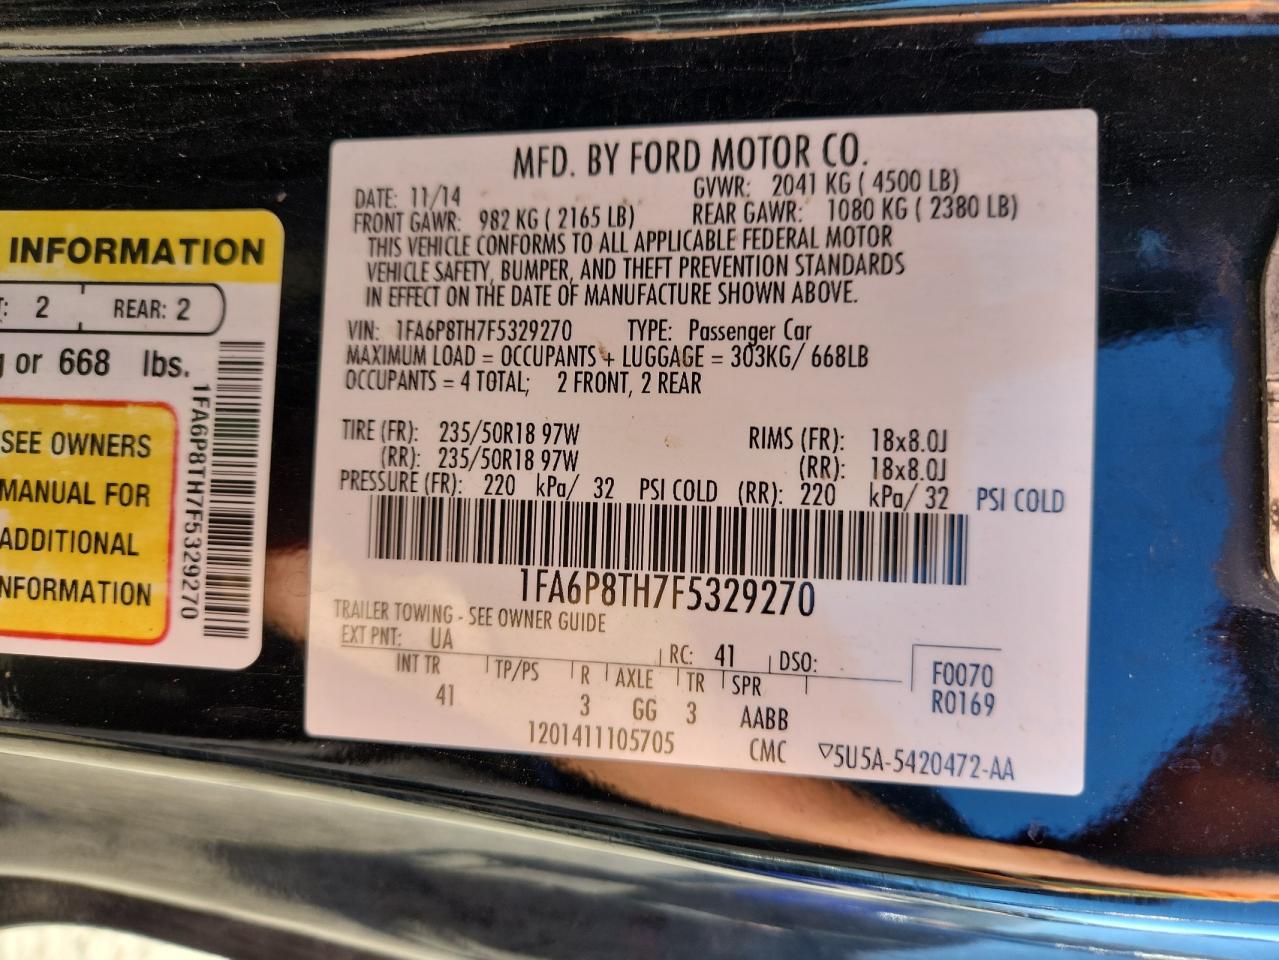 INFORMATION
: 2 REAR: 2
or 668 lbs.
SEE OWNERS
MANUAL FOR
ADDITIONAL
INFORMATION
1FA6P8TH7F5329270
MFD. BY FORD MOTOR CO.
DATE: 11/14 GVWR: 2041 KG ( 4500 LB)
FRONT GAWR: 982 KG ( 2165 LB) REAR GAWR: 1080 KG ( 2380 LB)
THIS VEHICLE CONFORMS TO ALL APPLICABLE FEDERAL MOTOR
VEHICLE SAFETY, BUMPER, AND THEFT PREVENTION STANDARDS
IN EFFECT ON THE DATE OF MANUFACTURE SHOWN ABOVE.
VIN: 1FA6P8TH7F5329270 TYPE: Passenger Car
MAXIMUM LOAD = OCCUPANTS + LUGGAGE = 303KG/ 668LB
OCCUPANTS = 4 TOTAL; 2 FRONT, 2 REAR
TIRE (FR): 235/50R18 97W RIMS (FR): 18x8.0J
(RR): 235/50R18 97W (RR): 18x8.0J
PRESSURE (FR): 220 kPa/ 32 PSI COLD (RR): 220 kPa/ 32 PSI COLD
1FA6P8TH7F5329270
TRAILER TOWING - SEE OWNER GUIDE
EXT PNT: UA RC: 41 DSO:
INT TR TP/PS R AXLE TR SPR F0070
41 3 GG 3 AABB R0169
1201411105705 CMC ▽5U5A-5420472-AA